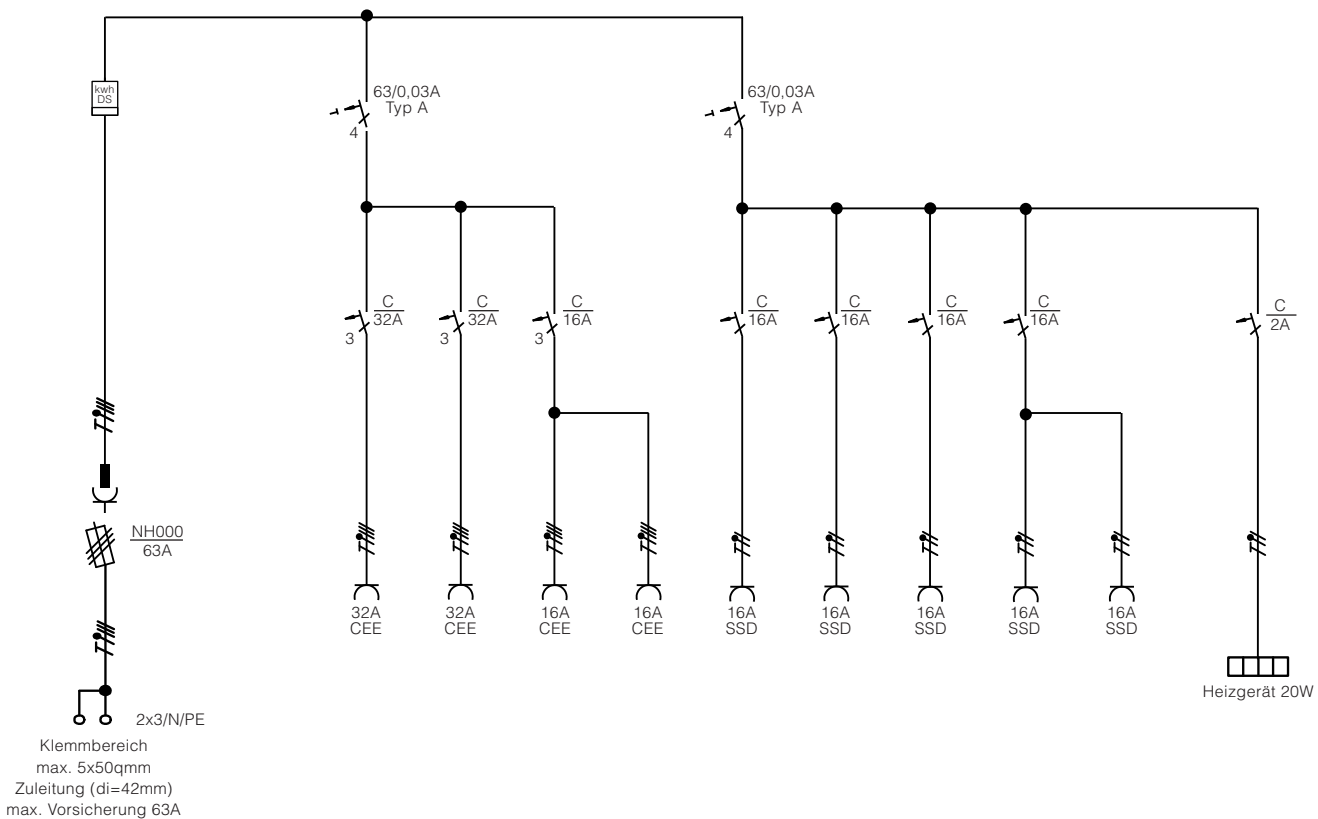 kwh
DS
63/0,03A
Typ A
4
63/0,03A
Typ A
4
C
32A
3
C
32A
3
C
16A
3
C
16A
C
16A
C
16A
C
16A
C
2A
NH000
63A
32A
CEE
32A
CEE
16A
CEE
16A
CEE
16A
SSD
16A
SSD
16A
SSD
16A
SSD
16A
SSD
Heizgerät 20W
2x3/N/PE
Klemmbereich
max. 5x50qmm
Zuleitung (di=42mm)
max. Vorsicherung 63A